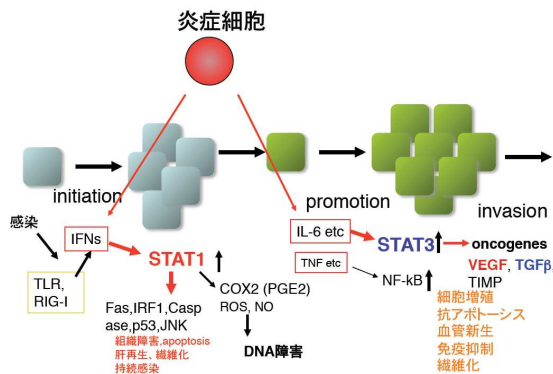 炎症細胞
initiation
promotion
invasion
感染
IFNs
TLR,
RIG-I
STAT1
Fas,IRF1,Casp
ase,p53,JNK
組織障害,apoptosis
肝再生、繊維化
持続感染
COX2 (PGE2)
ROS, NO
DNA障害
IL-6 etc
TNF etc
STAT3
NF-kB
oncogenes
VEGF, TGFβ,
TIMP
細胞増殖
抗アポトーシス
血管新生
免疫抑制
繊維化